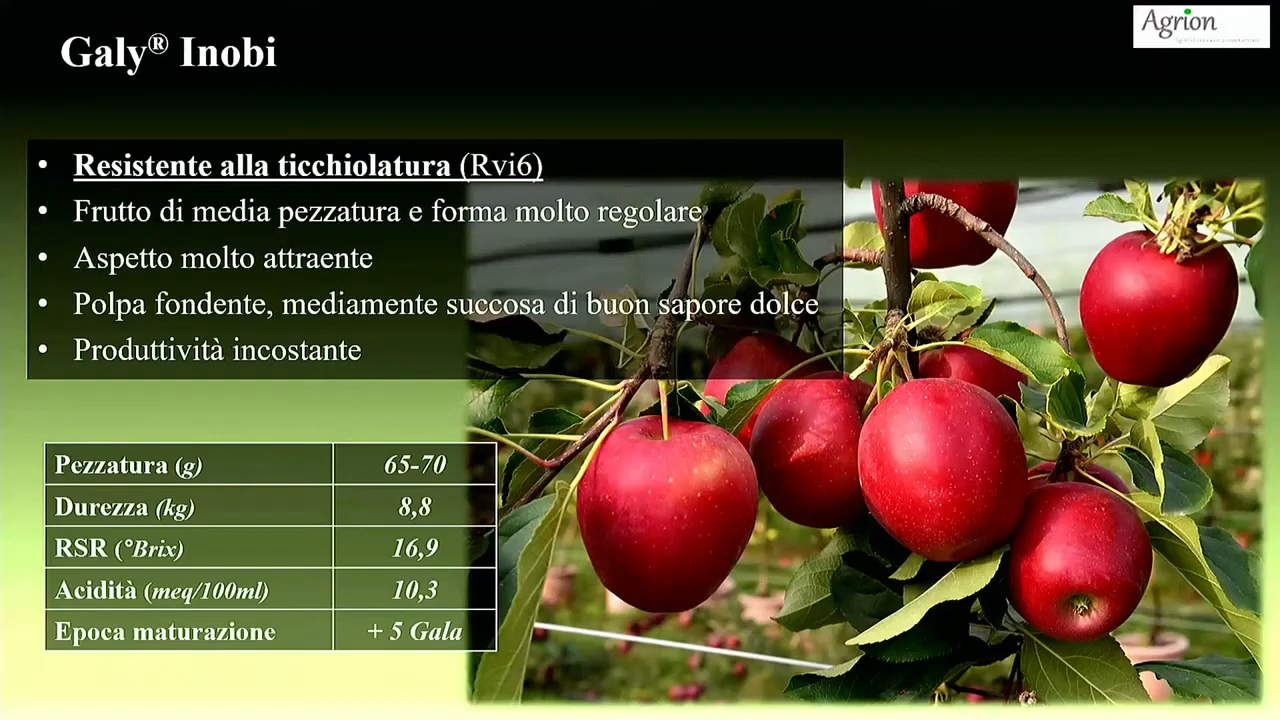 Galy® Inobi
Agrion
• Resistente alla ticchiolatura (Rvi6)
• Frutto di media pezzatura e forma molto regolare
• Aspetto molto attraente
• Polpa fondente, mediamente succosa di buon sapore dolce
• Produttività incostante
Pezzatura (g) 65-70
Durezza (kg) 8,8
RSR (°Brix) 16,9
Acidità (meq/100ml) 10,3
Epoca maturazione + 5 Gala